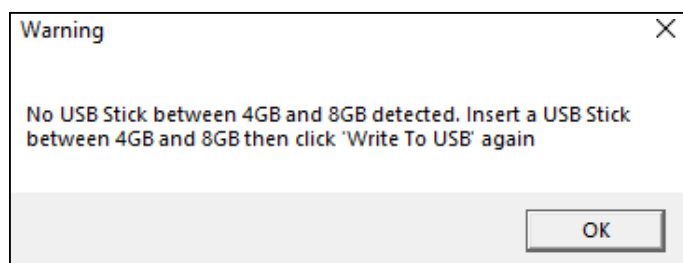 Warning
No USB Stick between 4GB and 8GB detected. Insert a USB Stick
between 4GB and 8GB then click 'Write To USB' again
OK